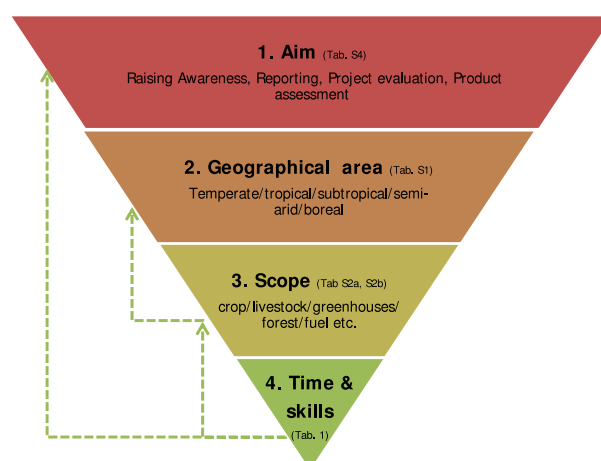 1. Aim (Tab. S4)
Raising Awareness, Reporting, Project evaluation, Product
assessment
2. Geographical area (Tab. S1)
Temperate/tropical/subtropical/semi-
arid/boreal
3. Scope (Tab S2a, S2b)
crop/livestock/greenhouses/
forest/fuel etc.
4. Time &
skills
(Tab. 1)